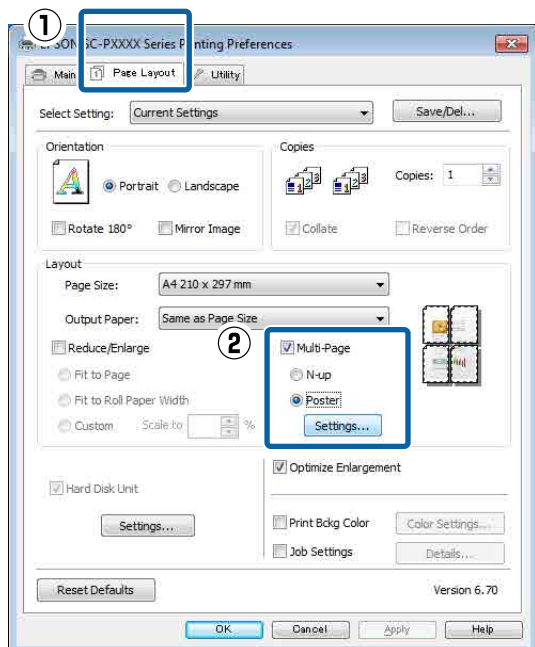 1
EPSON SC-PXXXX Series Printing Preferences
Main Page Layout Utility
Select Setting: Current Settings Save/Del...
Orientation
Portrait Landscape
Rotate 180° Mirror Image
Copies
Copies: 1
Collate Reverse Order
Layout
Page Size: A4 210 x 297 mm
Output Paper: Same as Page Size
Reduce/Enlarge
Fit to Page
Fit to Roll Paper Width
Custom Scale to %
2
Multi-Page
N-up
Poster
Settings...
Optimize Enlargement
Hard Disk Unit
Settings...
Print Bckg Color Color Settings...
Job Settings Details...
Reset Defaults Version 6.70
OK Cancel Apply Help